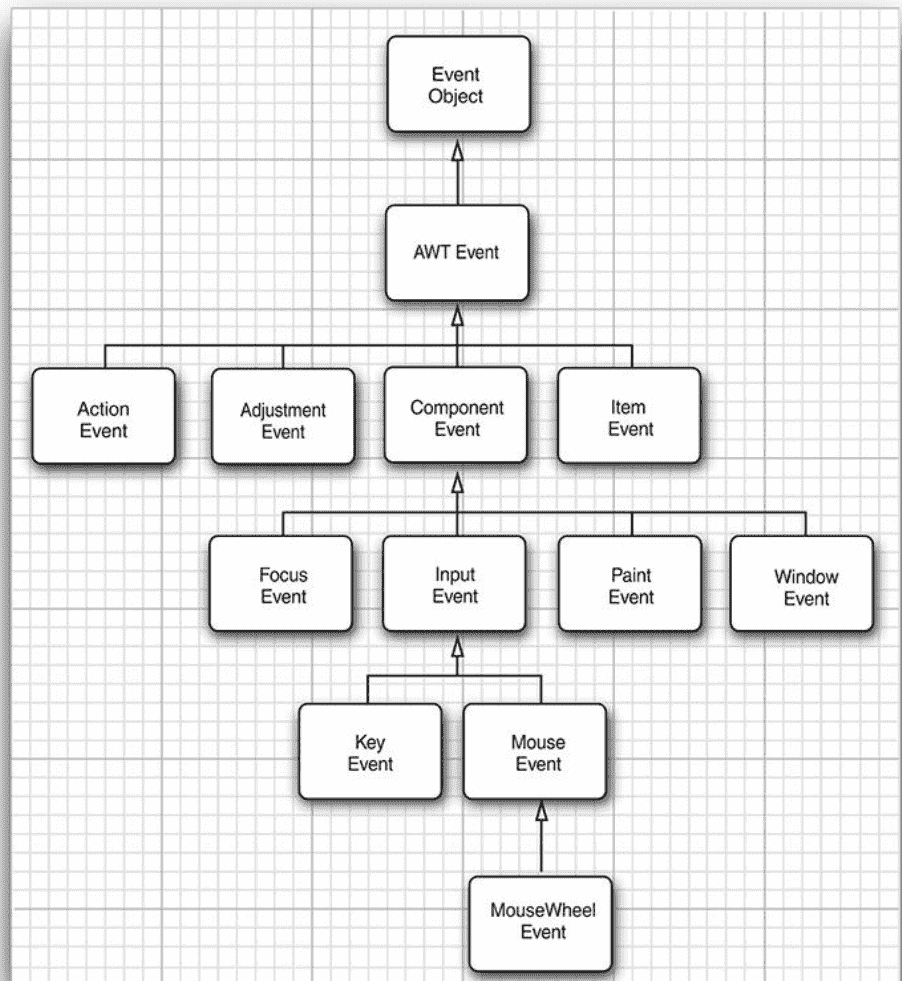 Event
Object
AWT Event
Action
Event
Adjustment
Event
Component
Event
Item
Event
Focus
Event
Input
Event
Paint
Event
Window
Event
Key
Event
Mouse
Event
MouseWheel
Event